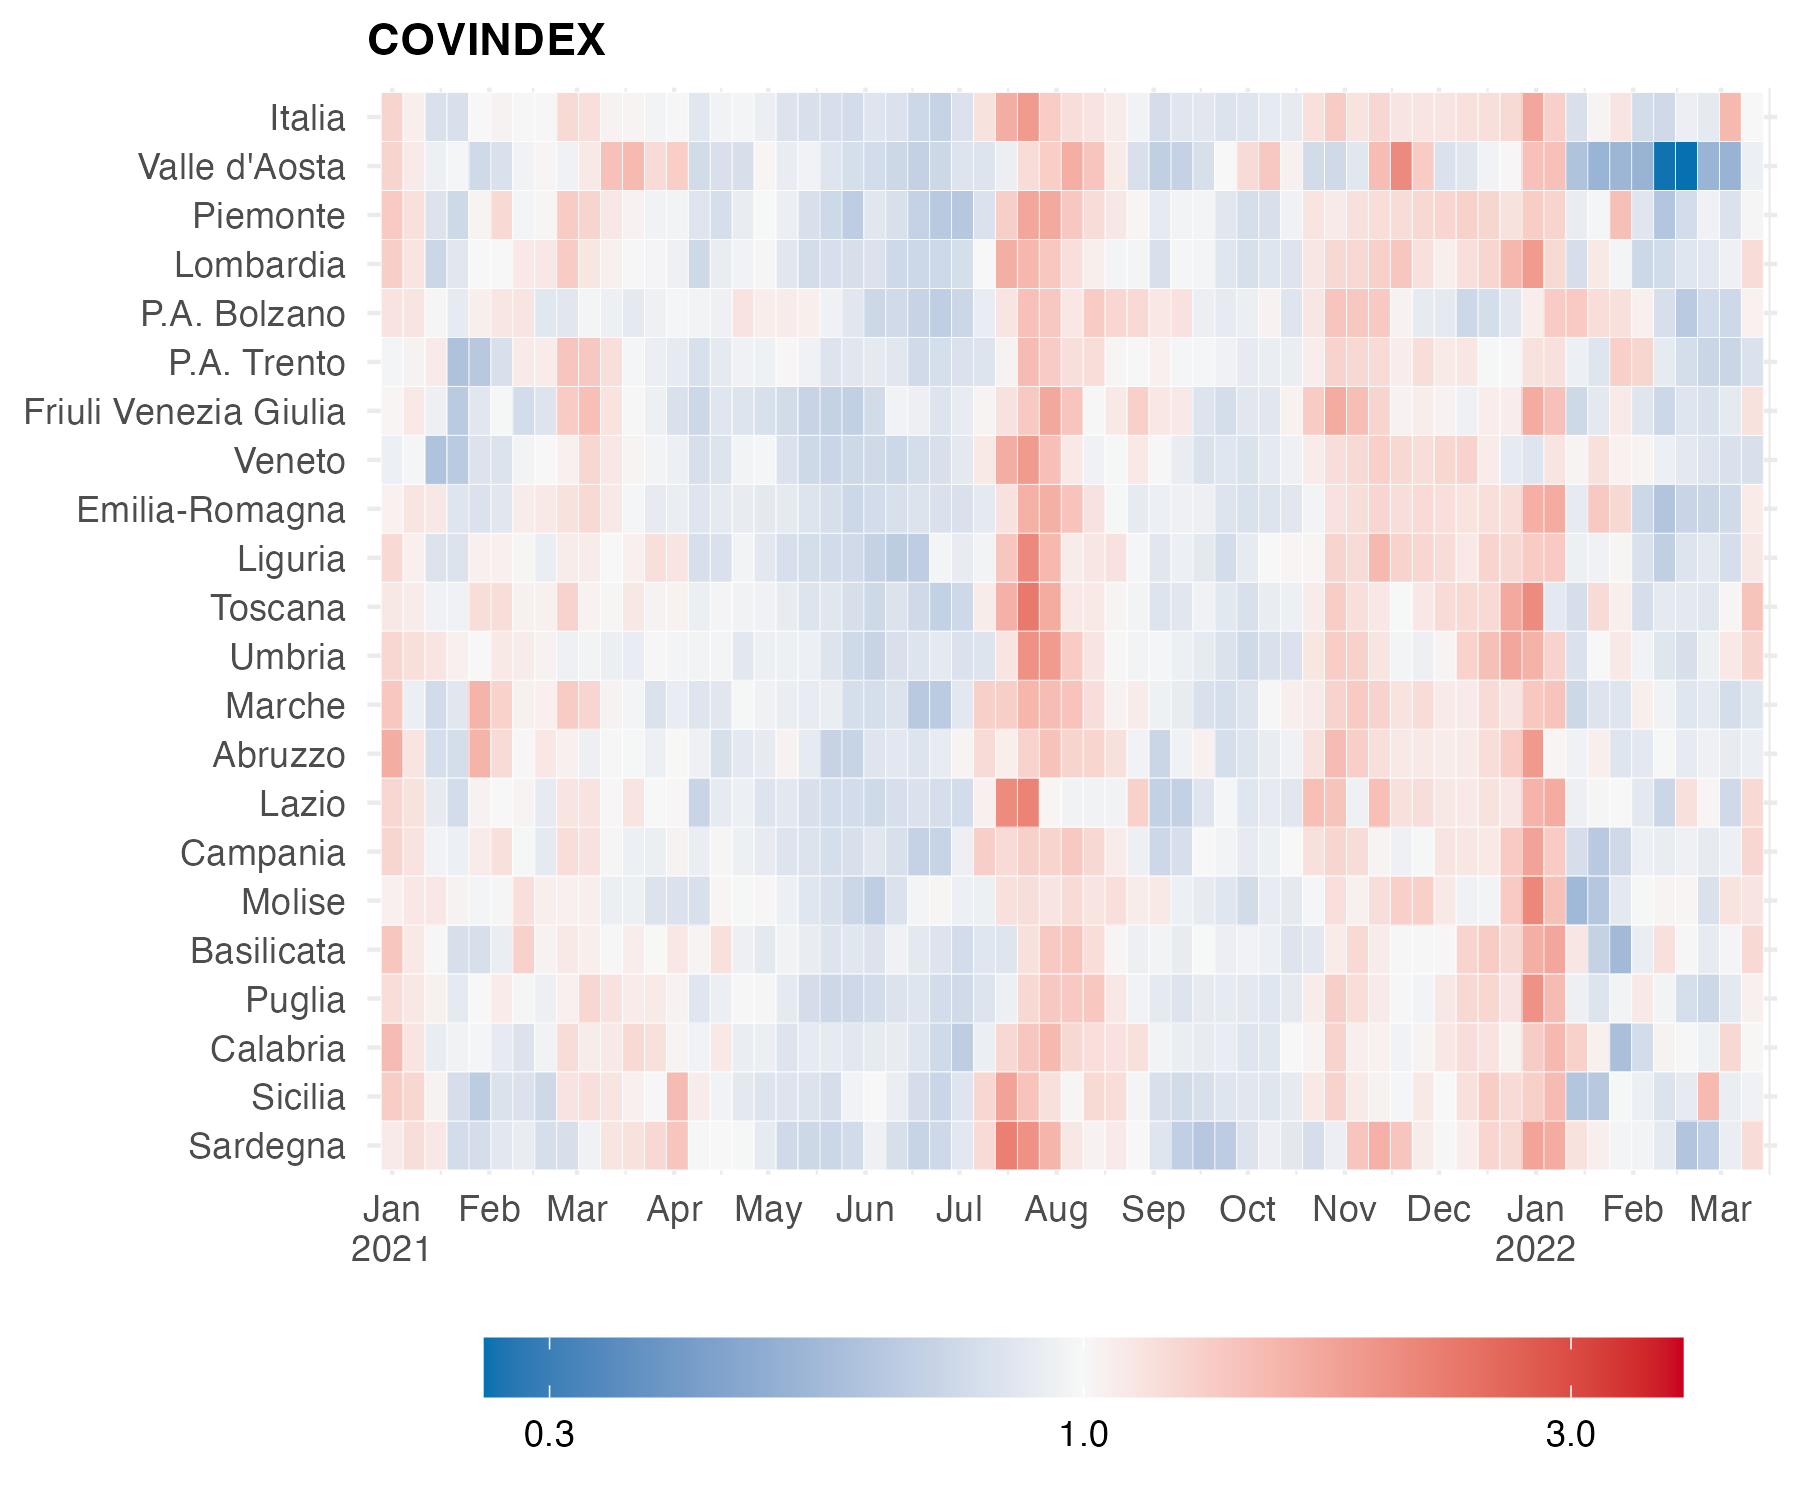 COVINDEX
Italia
Valle d'Aosta
Piemonte
Lombardia
P.A. Bolzano
P.A. Trento
Friuli Venezia Giulia
Veneto
Emilia-Romagna
Liguria
Toscana
Umbria
Marche
Abruzzo
Lazio
Campania
Molise
Basilicata
Puglia
Calabria
Sicilia
Sardegna
Jan Feb Mar Apr May Jun Jul Aug Sep Oct Nov Dec Jan Feb Mar
2021 2022
0.3 1.0 3.0